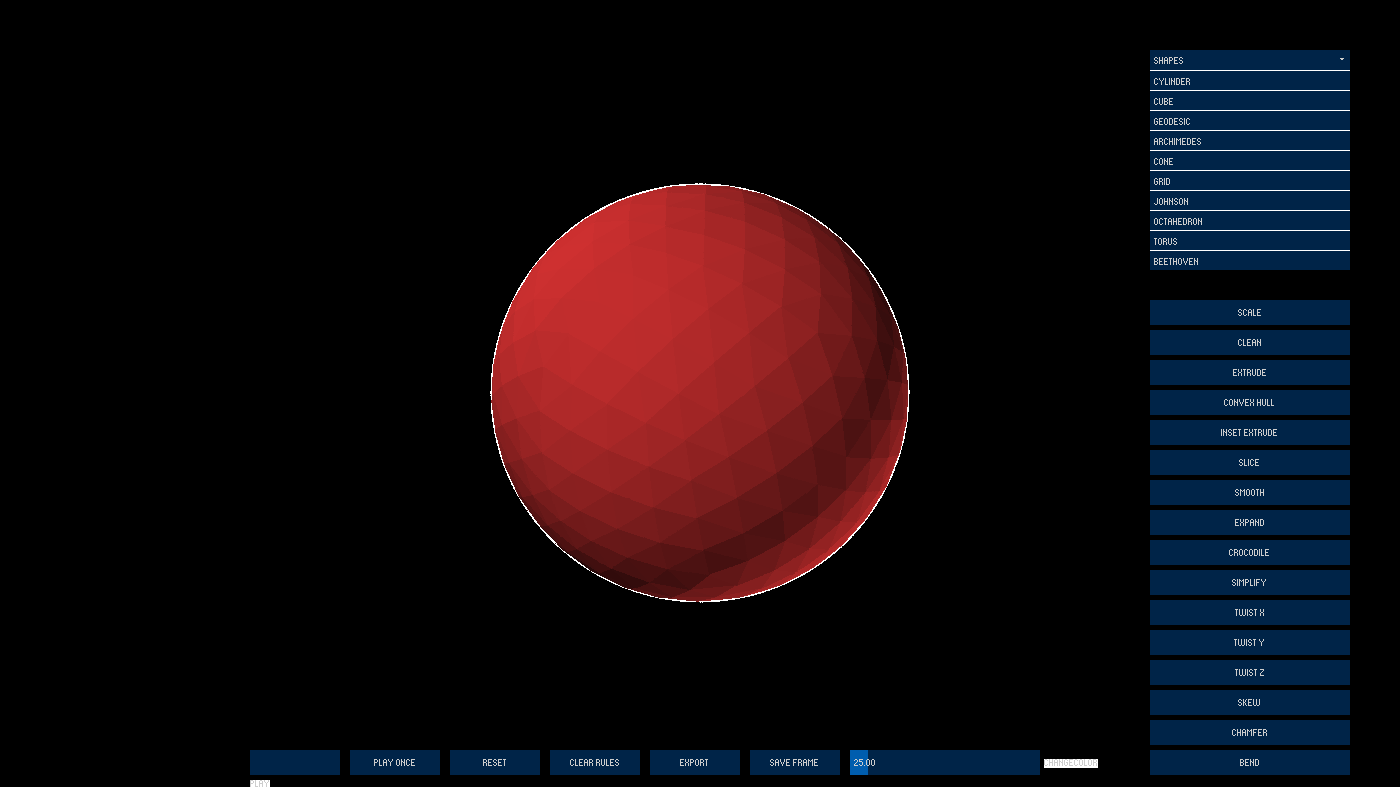 SHAPES
CYLINDER
CUBE
GEODESIC
ARCHIMEDES
CONE
GRID
JOHNSON
OCTAHEDRON
TORUS
BEETHOVEN
SCALE
CLEAN
EXTRUDE
CONVEX HULL
INSET EXTRUDE
SLICE
SMOOTH
EXPAND
CROCODILE
SIMPLIFY
TWIST X
TWIST Y
TWIST Z
SKEW
CHAMFER
BEND
PLAY ONCE
RESET
CLEAR RULES
EXPORT
SAVE FRAME
25.00
CHANGECOLOR
PLAY